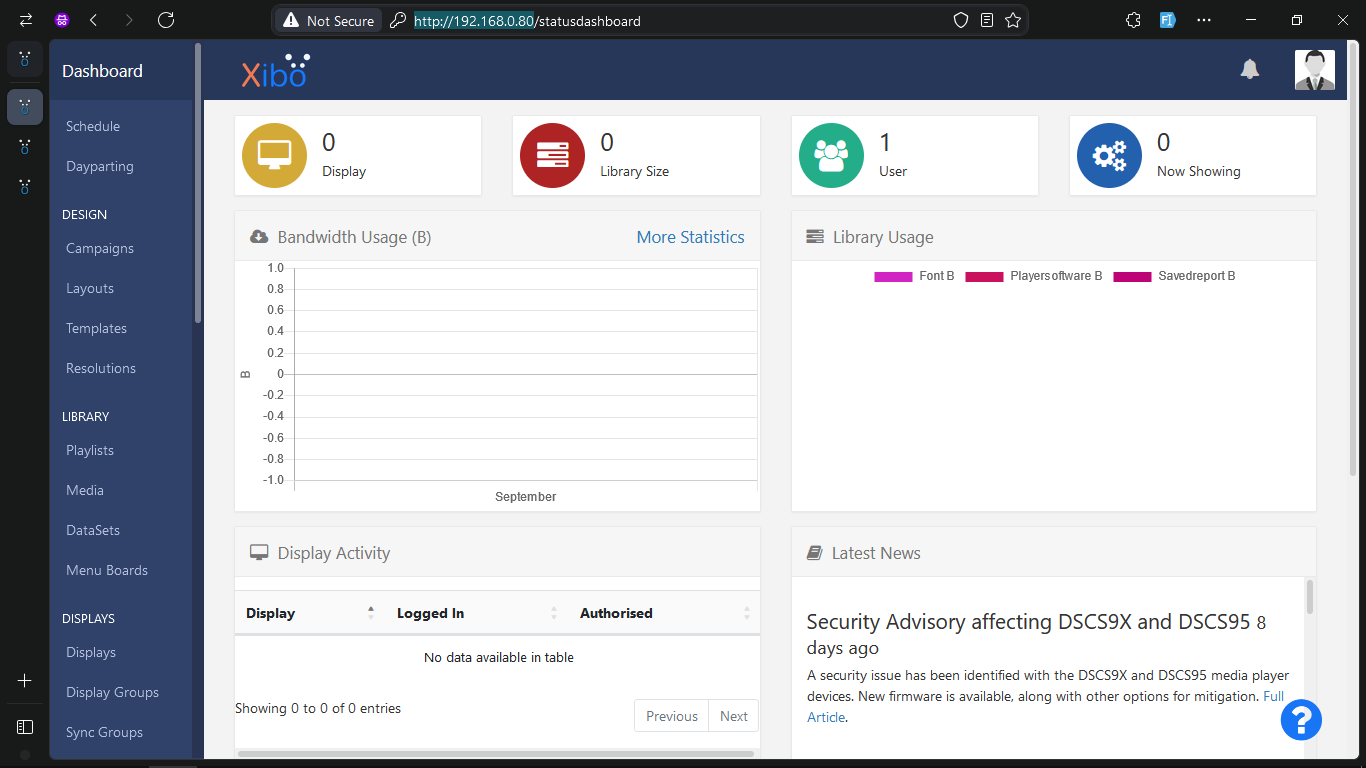 Not Secure
http://192.168.0.80/statusdashboard
Dashboard
Schedule
Dayparting
DESIGN
Campaigns
Layouts
Templates
Resolutions
LIBRARY
Playlists
Media
DataSets
Menu Boards
DISPLAYS
Displays
Display Groups
Sync Groups
Xibo
0
Display
0
Library Size
1
User
0
Now Showing
Bandwidth Usage (B)
More Statistics
1.0
0.8
0.6
0.4
0.2
0
-0.2
-0.4
-0.6
-0.8
-1.0
B
September
Library Usage
Font B
Playersoftware B
Savedreport B
Display Activity
Display
Logged In
Authorised
No data available in table
Showing 0 to 0 of 0 entries
Previous
Next
Latest News
Security Advisory affecting DSCS9X and DSCS95 8
days ago
A security issue has been identified with the DSCS9X and DSCS95 media player
devices. New firmware is available, along with other options for mitigation. Full
Article.
?